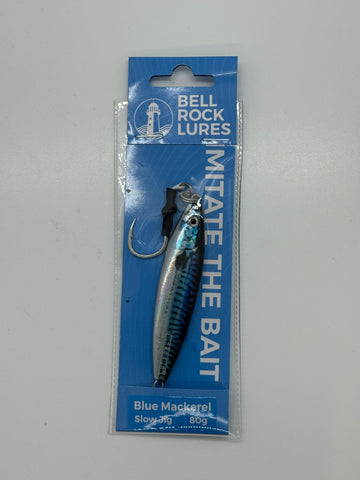 BELL
ROCK
LURES
IMITATE THE BAIT
Blue Mackerel
Slow Jig 80g